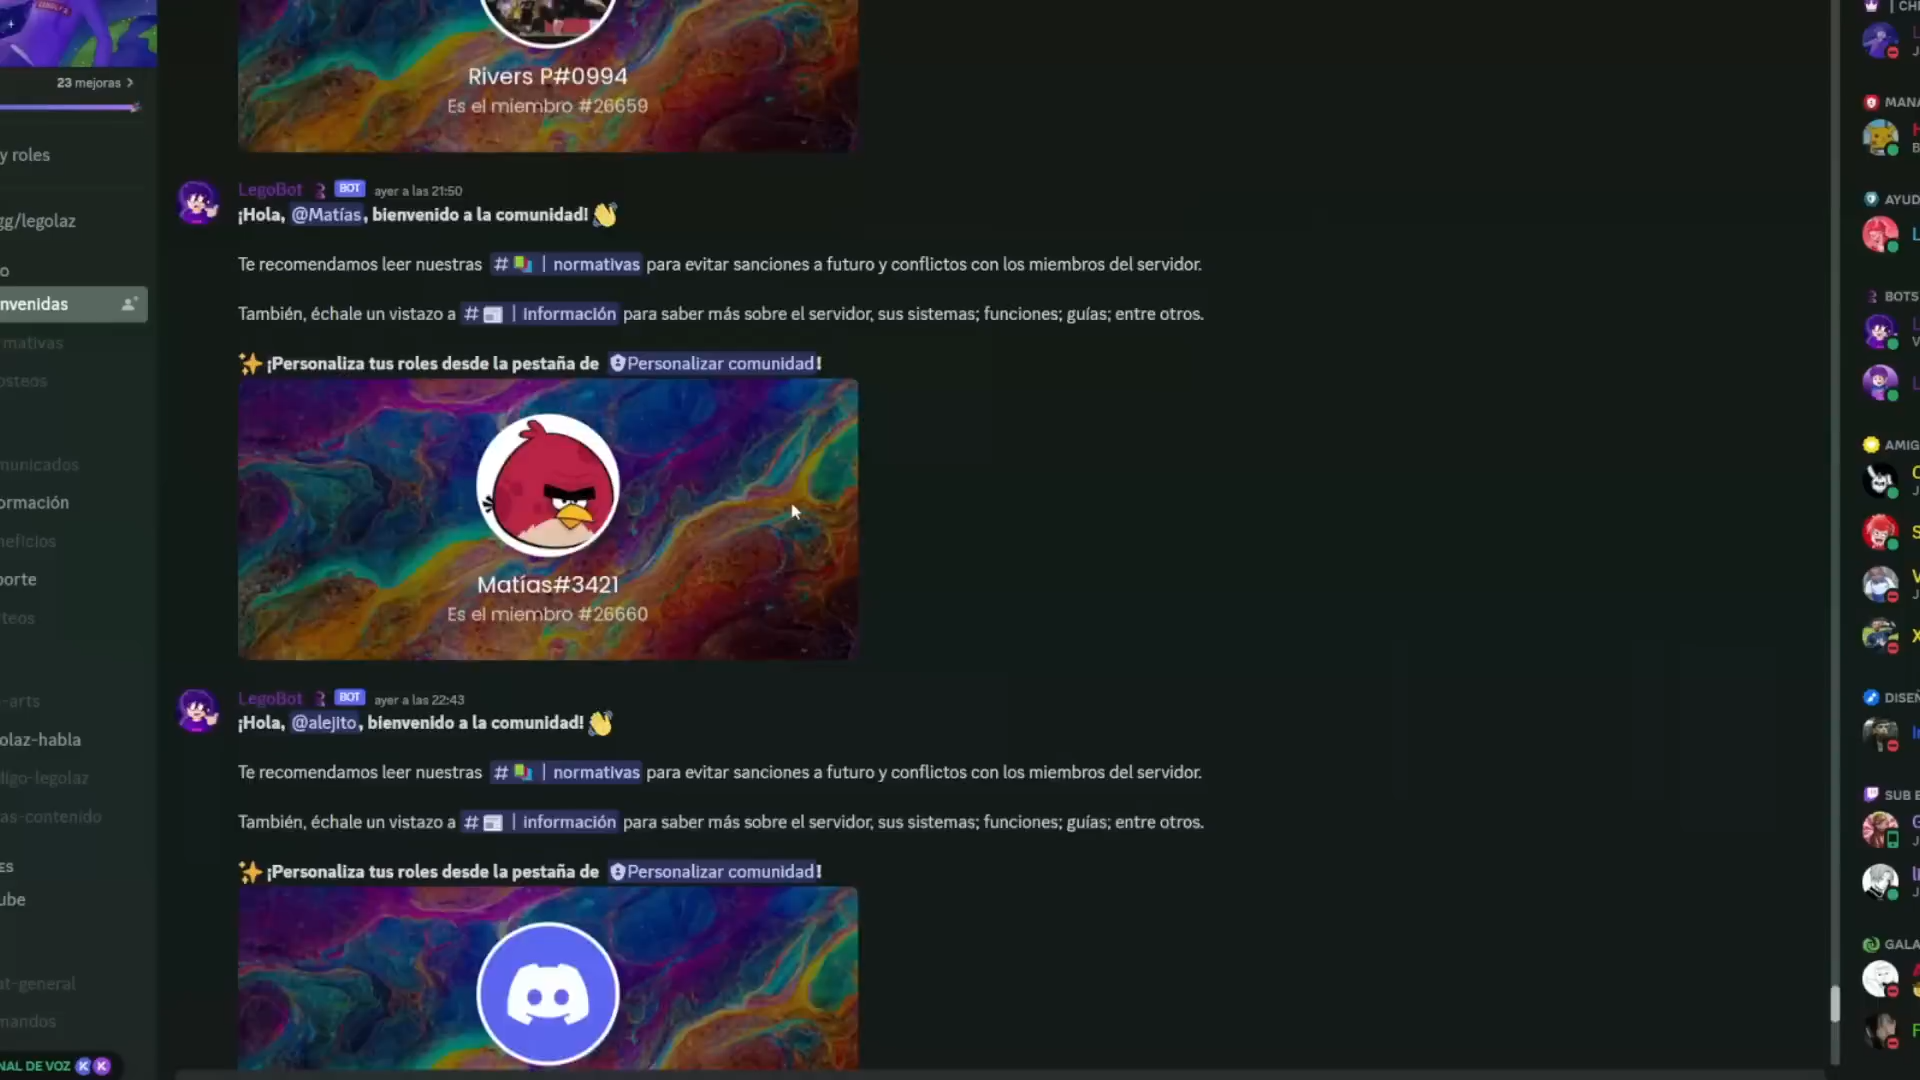 Rivers P#0994
Es el miembro #26659
23 mejoras >
y roles
gg/legolaz
o
nvenidas
rmativas
osteos
municados
ormación
neficios
porte
teos
-arts
olaz-habla
digo-legolaz
as-contenido
ES
ube
at-general
mandos
NAL DE VOZ K K
LegoBot BOT ayer a las 21:50
¡Hola, @Matías, bienvenido a la comunidad! 👋
Te recomendamos leer nuestras # | normativas para evitar sanciones a futuro y conflictos con los miembros del servidor.
También, échale un vistazo a # | información para saber más sobre el servidor, sus sistemas; funciones; guías; entre otros.
✨ ¡Personaliza tus roles desde la pestaña de Personalizar comunidad!
Matías#3421
Es el miembro #26660
LegoBot BOT ayer a las 22:43
¡Hola, @alejito, bienvenido a la comunidad! 👋
Te recomendamos leer nuestras # | normativas para evitar sanciones a futuro y conflictos con los miembros del servidor.
También, échale un vistazo a # | información para saber más sobre el servidor, sus sistemas; funciones; guías; entre otros.
✨ ¡Personaliza tus roles desde la pestaña de Personalizar comunidad!
| CHI
MANA
AYUD
BOTS
AMIG
DISEÑ
SUB E
GALA